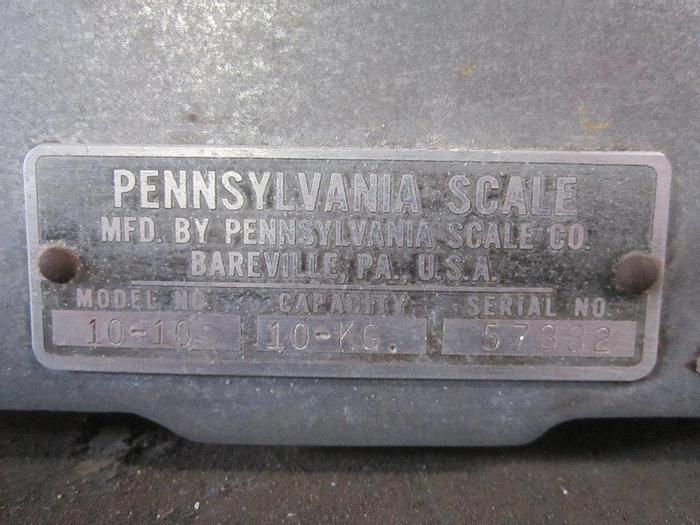 PENNSYLVANIA SCALE
MFD. BY PENNSYLVANIA SCALE CO.
BAREVILLE, PA., U.S.A.
MODEL NO. CAPACITY SERIAL NO.
10-10 10-KG. 57332